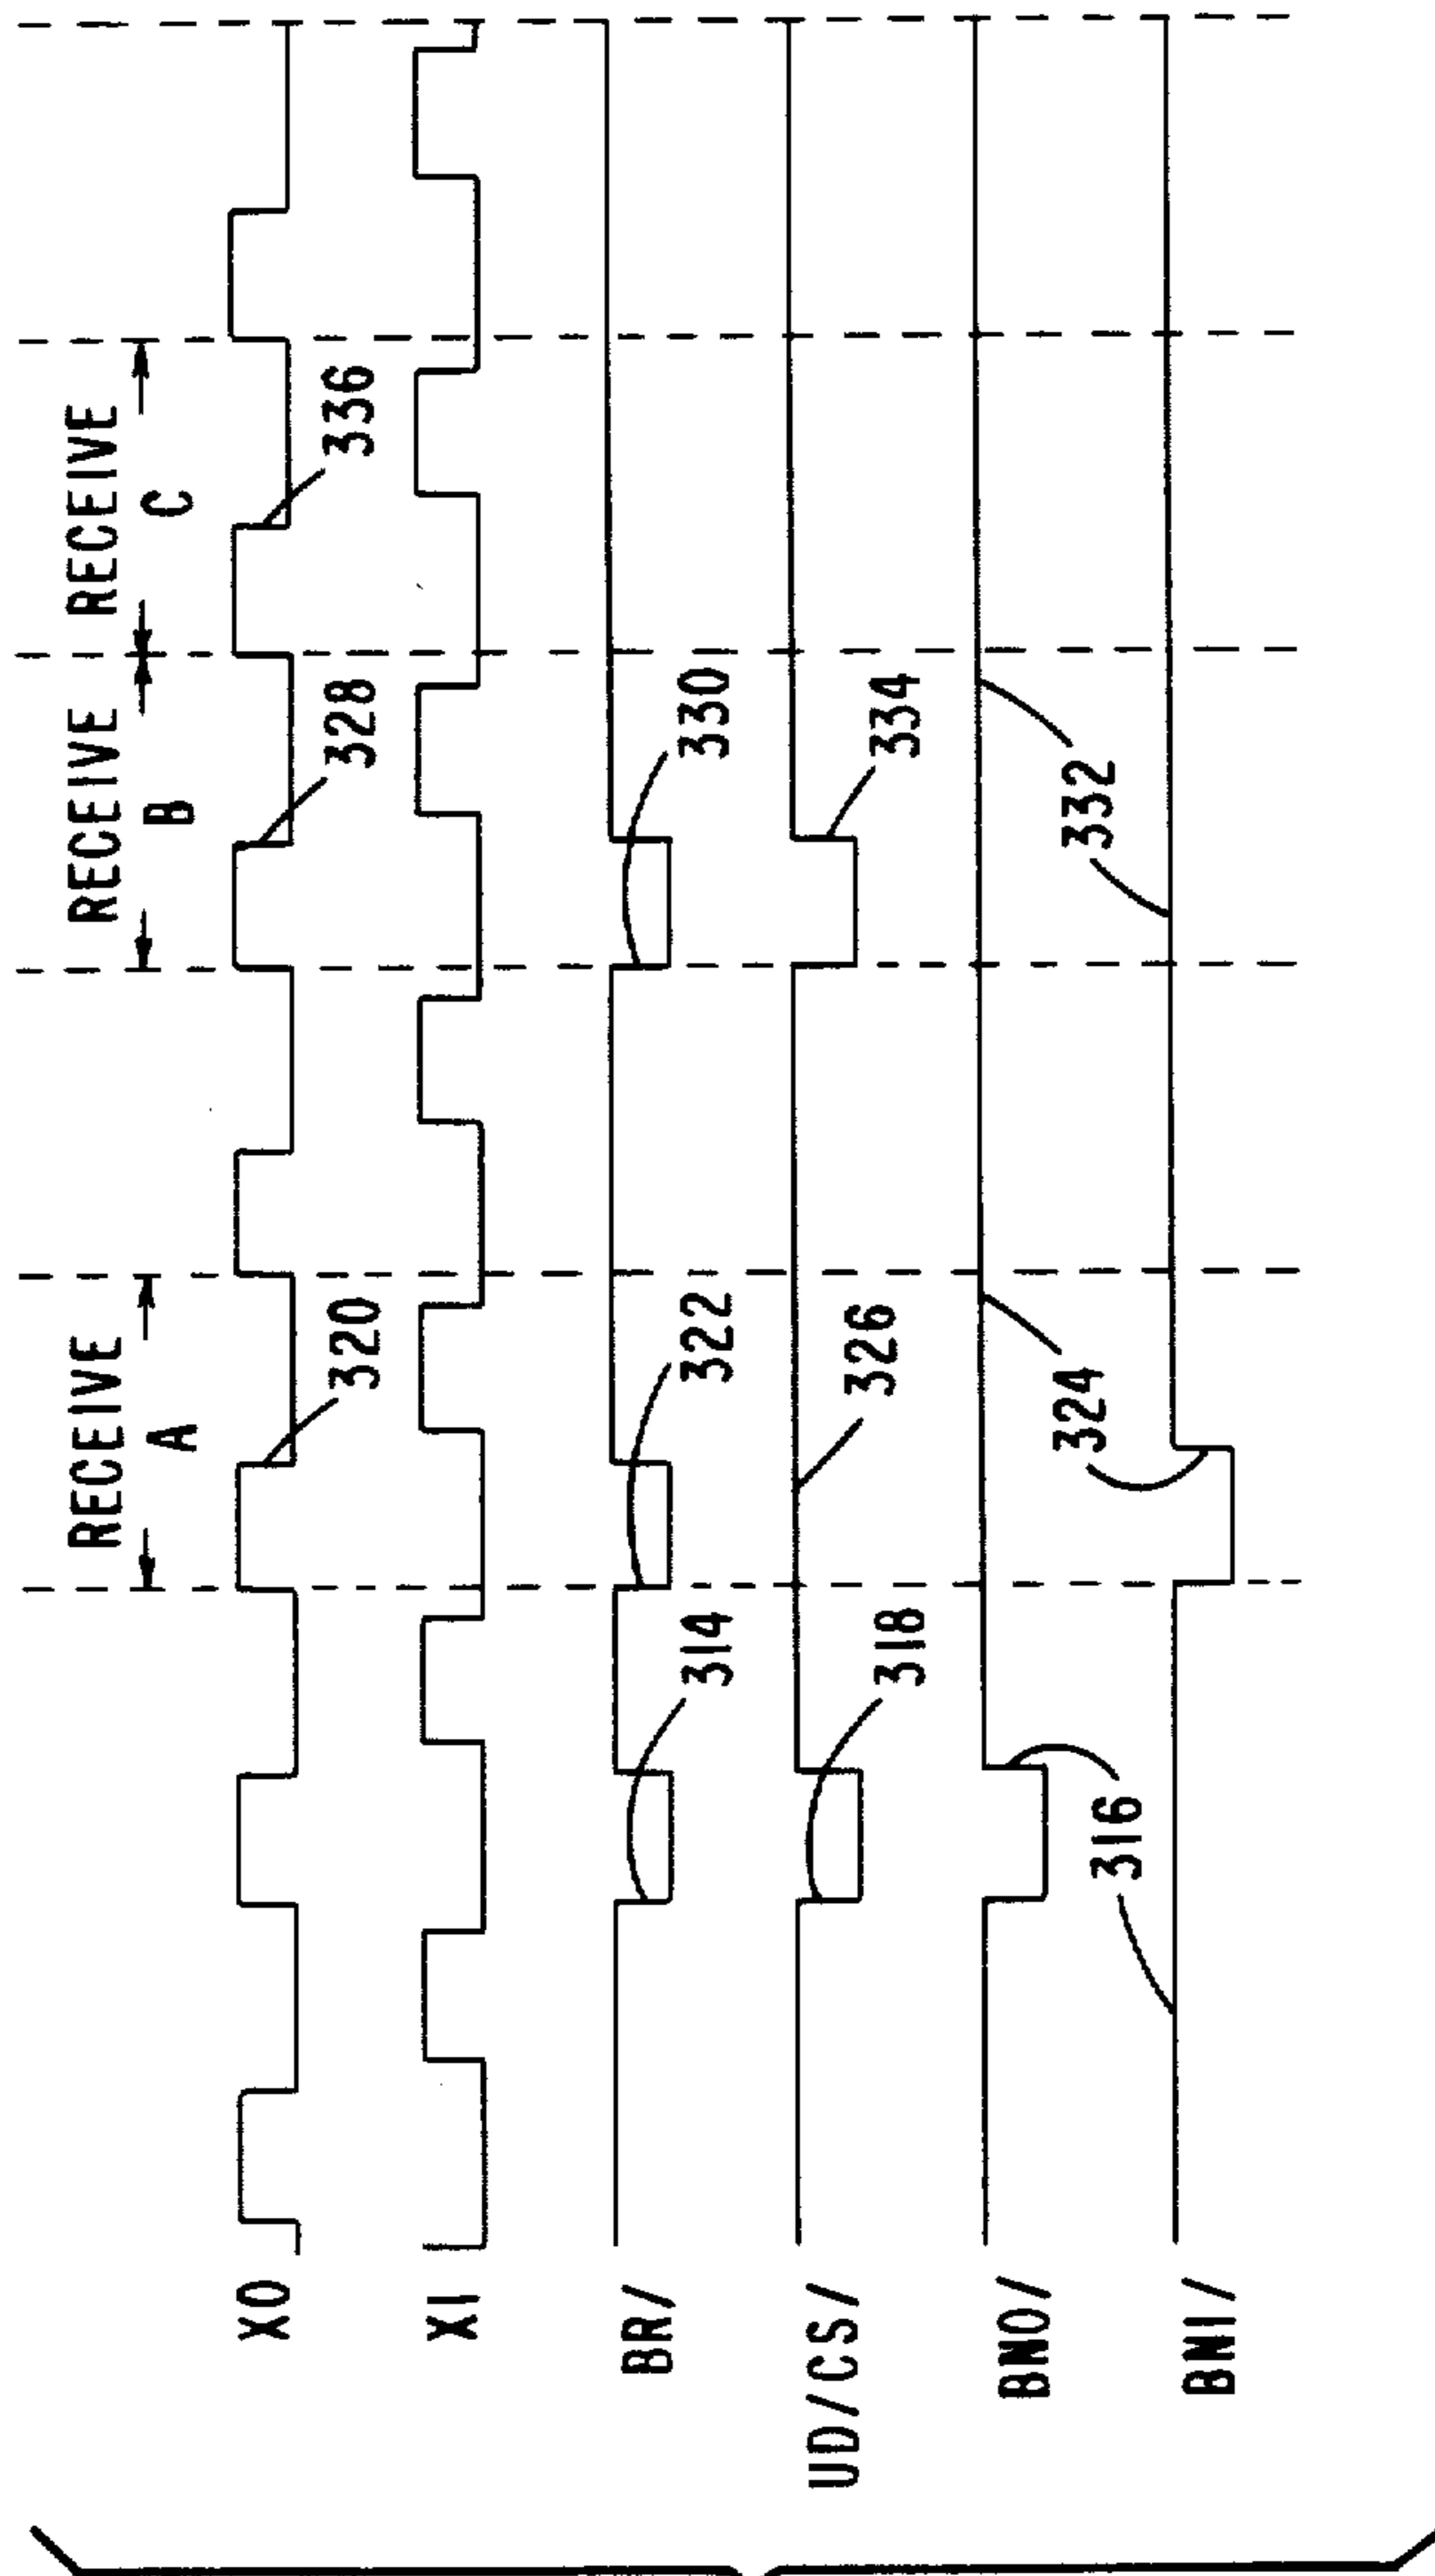 RECEIVE A
RECEIVE B
RECEIVE C
X0
320
328
336
X1
BR/
314
322
330
UD/CS/
318
326
334
BN0/
316
324
332
BN1/